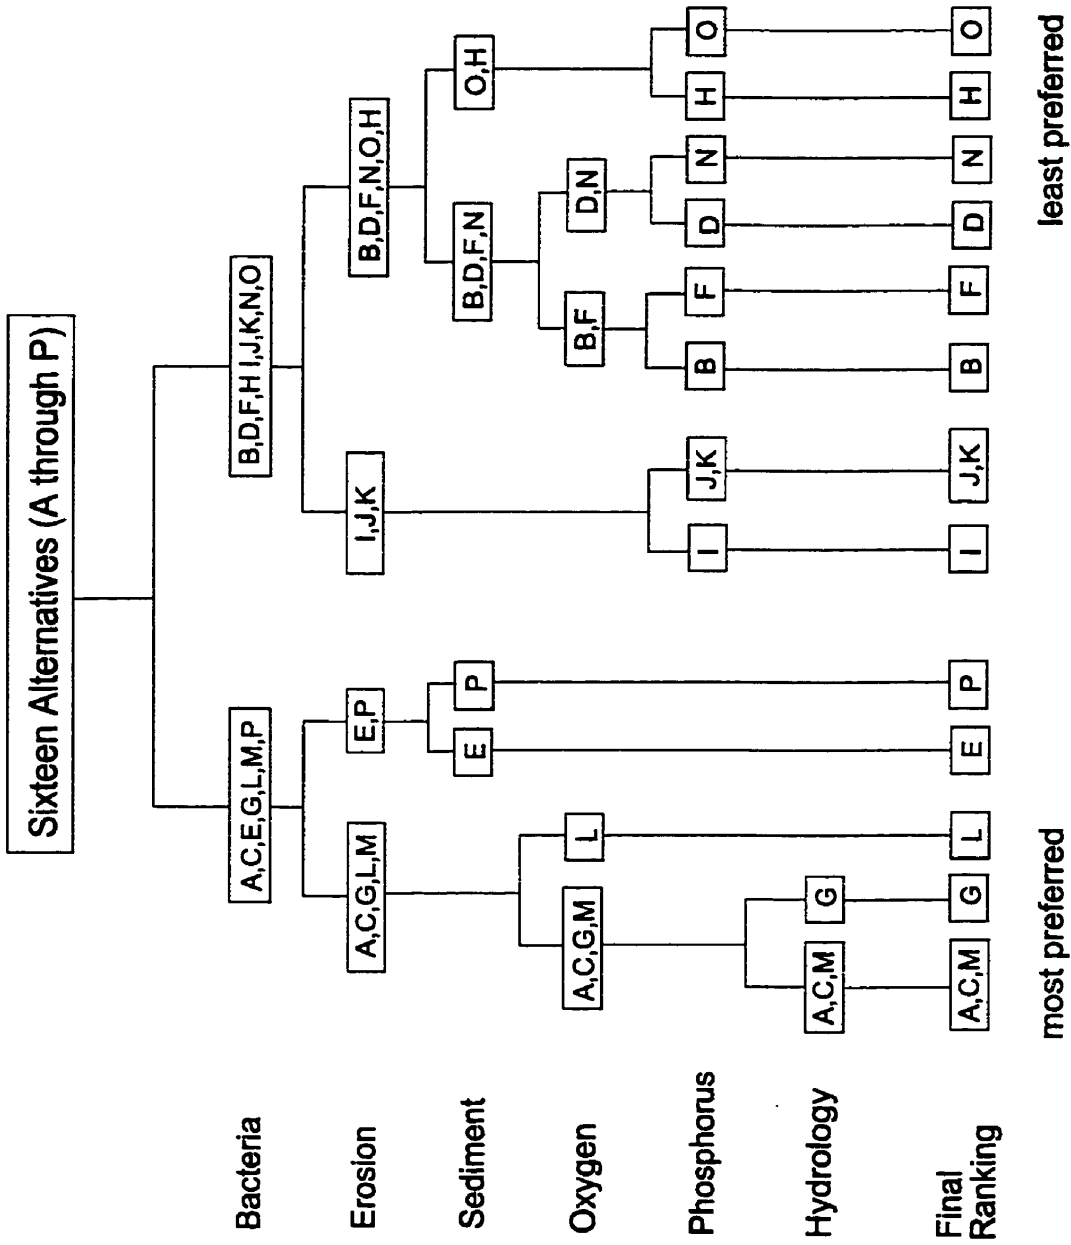 Sixteen Alternatives (A through P)
Bacteria
A,C,E,G,L,M,P
B,D,F,H I,J,K,N,O
Erosion
A,C,G,L,M
E,P
I,J,K
B,D,F,N,O,H
Sediment
E
P
B,D,F,N
O,H
Oxygen
A,C,G,M
L
B,F
D,N
Phosphorus
I
J,K
B
F
D
N
H
O
Hydrology
A,C,M
G
Final
Ranking
A,C,M
G
L
E
P
I
J,K
B
F
D
N
H
O
most preferred
least preferred